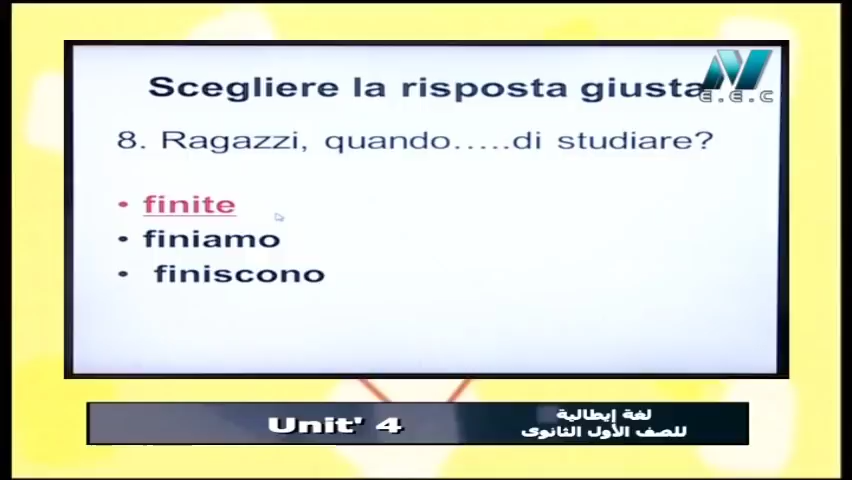 Scegliere la risposta giusta
E.E.C
8. Ragazzi, quando.....di studiare?
• finite
• finiamo
• finiscono
Unit' 4
لغة إيطالية
للصف الأول الثانوى